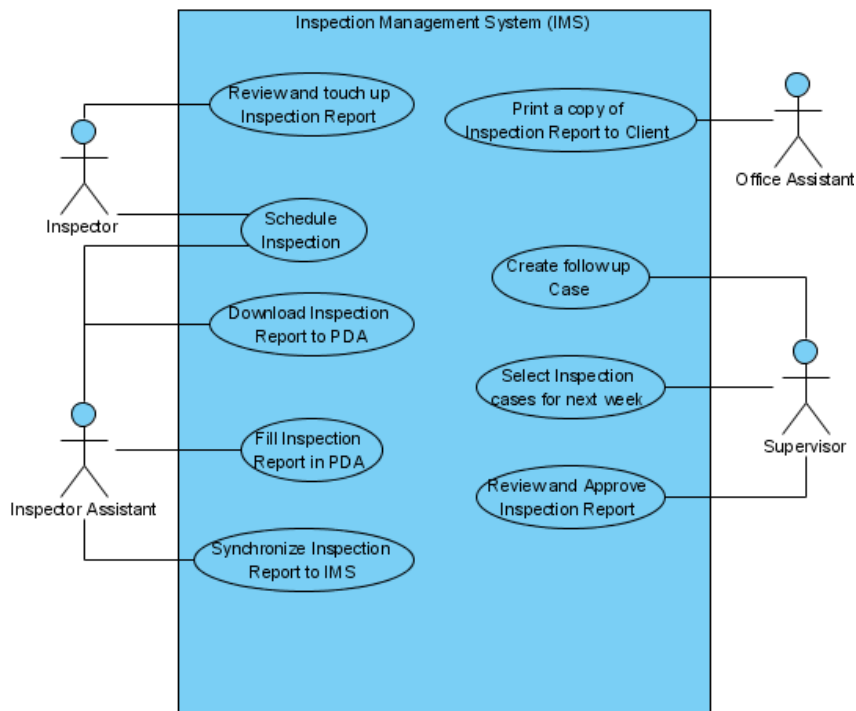 Inspection Management System (IMS)
Review and touch up
Inspection Report
Print a copy of
Inspection Report to Client
Office Assistant
Inspector
Schedule
Inspection
Create follow up
Case
Download Inspection
Report to PDA
Select Inspection
cases for next week
Supervisor
Fill Inspection
Report in PDA
Inspector Assistant
Review and Approve
Inspection Report
Synchronize Inspection
Report to IMS